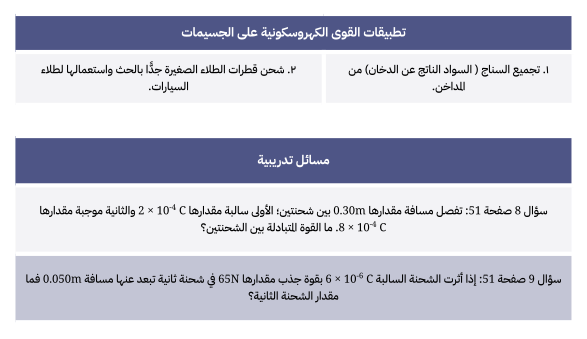 تطبيقات القوى الكهروسكونية على الجسيمات
١. تجميع السناج ( السواد الناتج عن الدخان) من
المداخن.
٢. شحن قطرات الطلاء الصغيرة جدًّا بالحث واستعمالها لطلاء
السيارات.
مسائل تدريبية
سؤال 8 صفحة 51: تفصل مسافة مقدارها 0.30m بين شحنتين؛ الأولى سالبة مقدارها 2 × 10⁻⁴ C والثانية موجبة مقدارها
8 × 10⁻⁴ C. ما القوة المتبادلة بين الشحنتين؟
سؤال 9 صفحة 51: إذا أثرت الشحنة السالبة 6 × 10⁻⁶ C بقوة جذب مقدارها 65N في شحنة ثانية تبعد عنها مسافة 0.050m فما
مقدار الشحنة الثانية؟